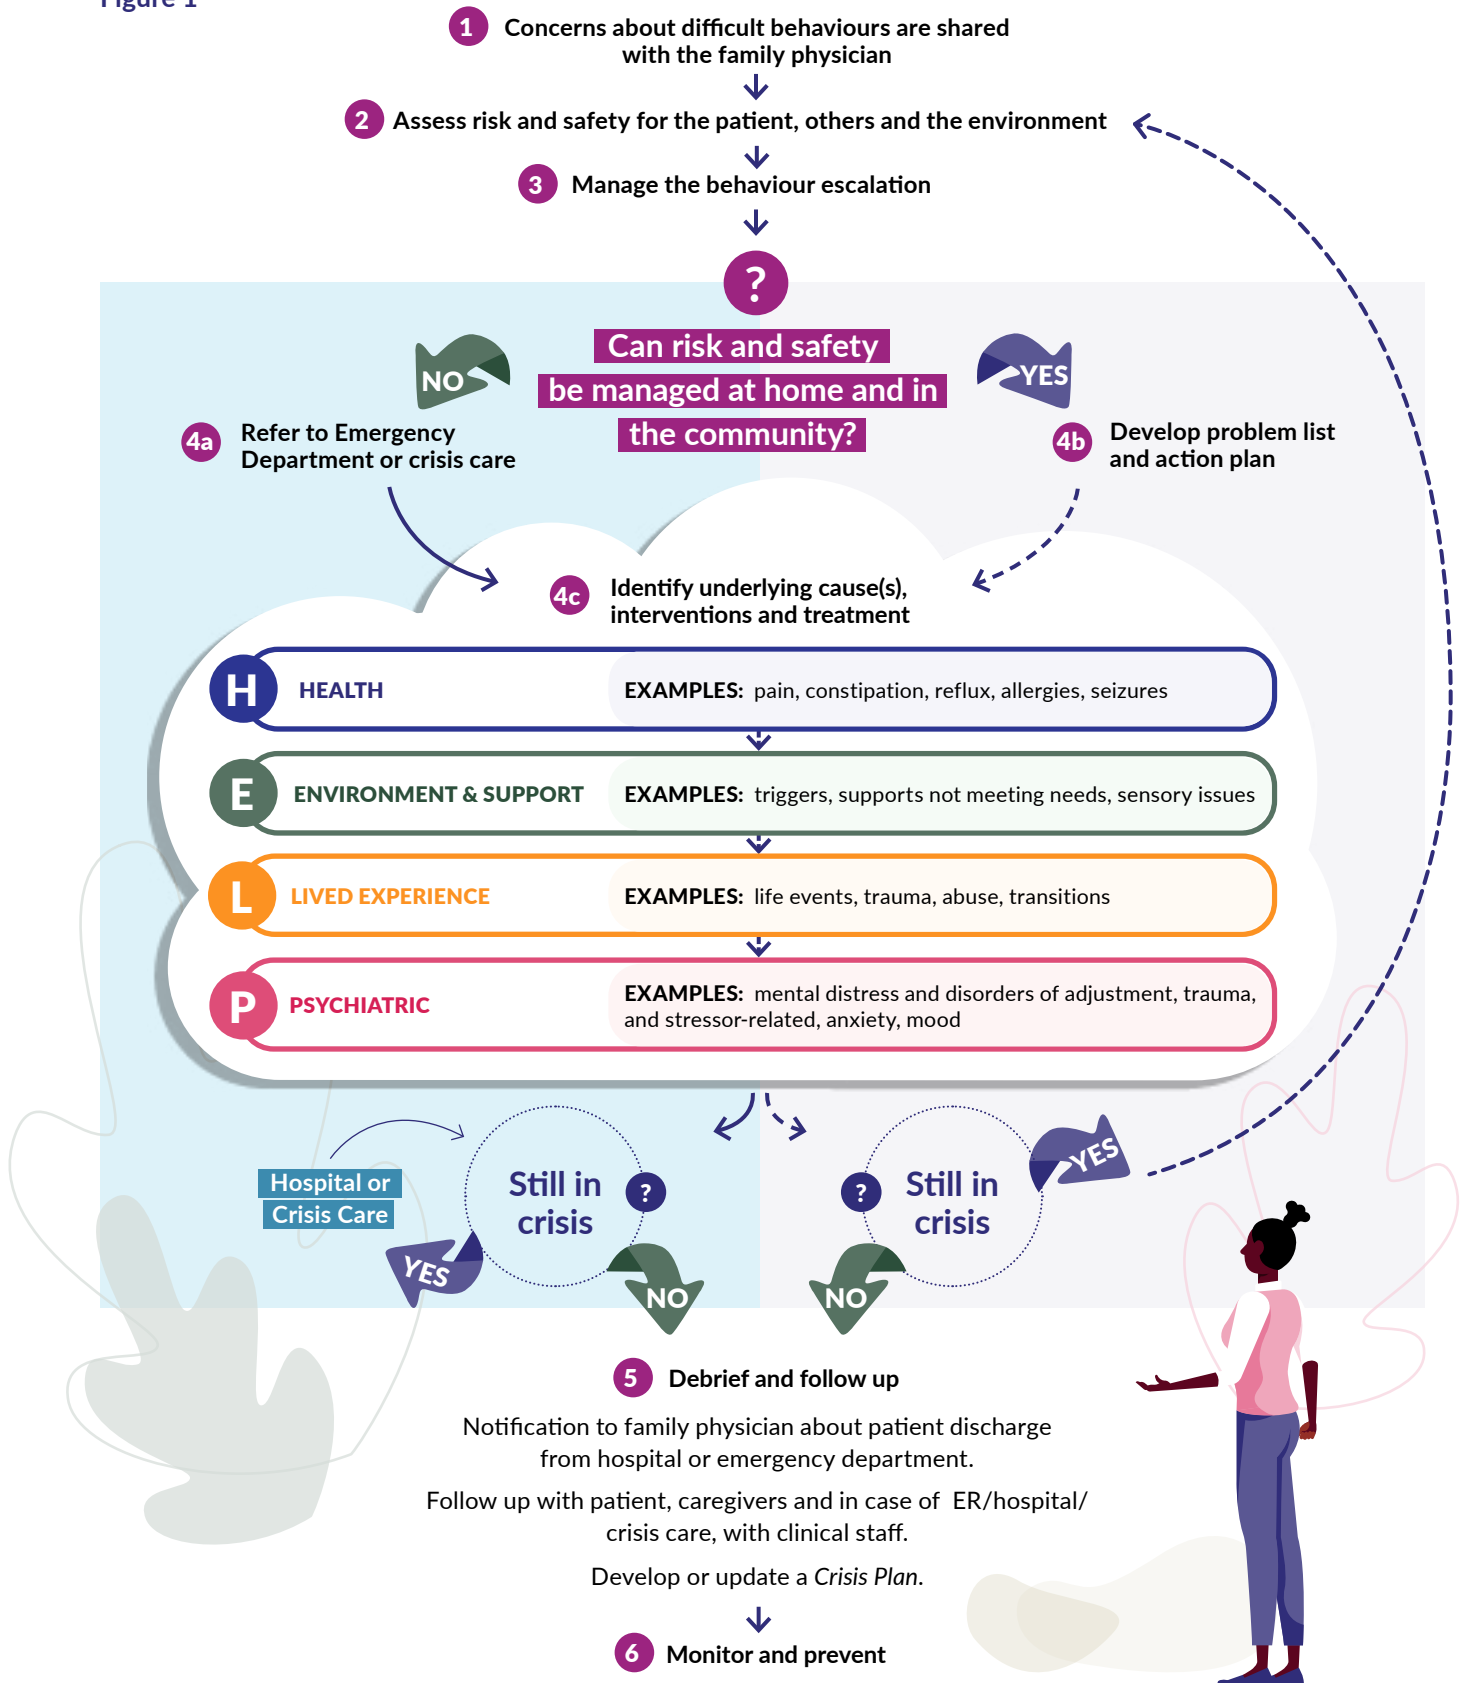 Figure 1
1 Concerns about difficult behaviours are shared
with the family physician
2 Assess risk and safety for the patient, others and the environment
3 Manage the behaviour escalation
?
Can risk and safety
be managed at home and in
the community?
NO
YES
4a Refer to Emergency
Department or crisis care
4b Develop problem list
and action plan
4c Identify underlying cause(s),
interventions and treatment
H HEALTH EXAMPLES: pain, constipation, reflux, allergies, seizures
E ENVIRONMENT & SUPPORT EXAMPLES: triggers, supports not meeting needs, sensory issues
L LIVED EXPERIENCE EXAMPLES: life events, trauma, abuse, transitions
P PSYCHIATRIC EXAMPLES: mental distress and disorders of adjustment, trauma,
and stressor-related, anxiety, mood
Hospital or
Crisis Care
Still in
crisis
?
YES
NO
?
Still in
crisis
YES
NO
5 Debrief and follow up
Notification to family physician about patient discharge
from hospital or emergency department.
Follow up with patient, caregivers and in case of ER/hospital/
crisis care, with clinical staff.
Develop or update a Crisis Plan.
6 Monitor and prevent